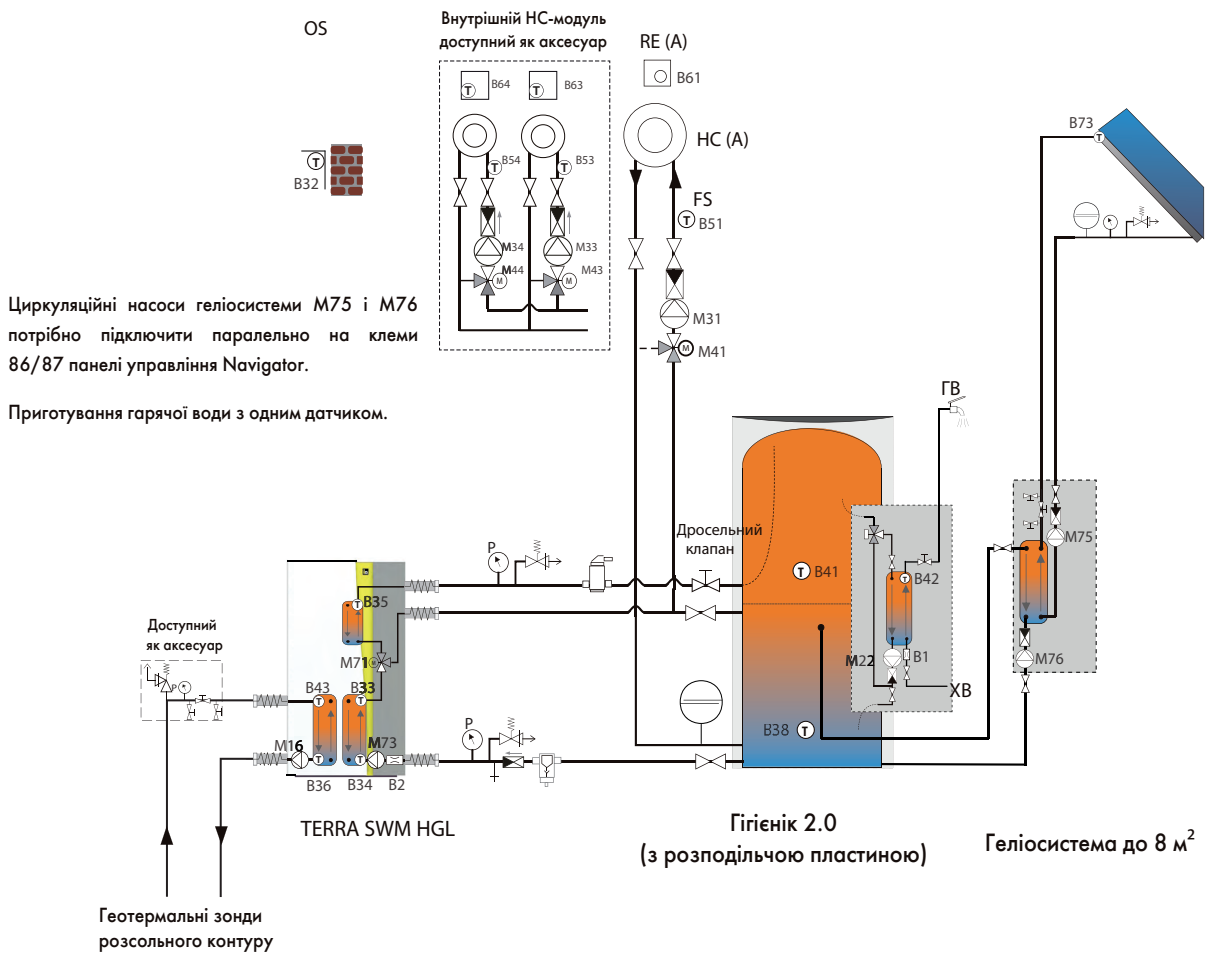 OS
Внутрішній НС-модуль
доступний як аксесуар
RE (A)
B64
B63
B61
T
T
HC (A)
B73
T
T
B32
B54
T
B53
T
FS
T
B51
M34
M33
M44
M
M43
M
M31
M
M41
Циркуляційні насоси геліосистеми М75 і М76
потрібно підключити паралельно на клеми
86/87 панелі управління Navigator.
Приготування гарячої води з одним датчиком.
ГВ
Дросельний
клапан
P
M75
T
B41
T
B42
T
B35
Доступний
як аксесуар
P
M71
M
M22
B1
M76
B43
T
B33
T
ХВ
B38
T
M16
M73
P
T
T
B36
B34
B2
TERRA SWM HGL
Гігієнік 2.0
(з розподільчою пластиною)
Геліосистема до 8 м²
Геотермальні зонди
розсольного контуру